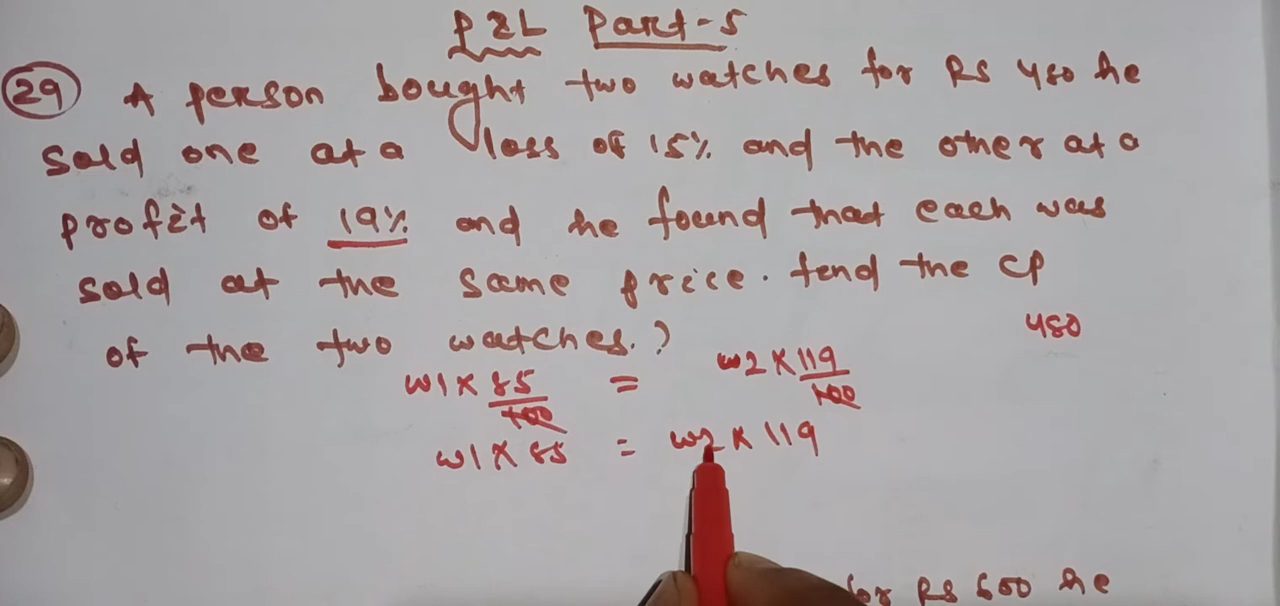 P&L Part-5
29 A person bought two watches for Rs 480 he
sold one at a loss of 15% and the other at a
profit of 19% and he found that each was
sold at the same price. find the CP
of the two watches.?
480
w1 × 85/100 = w2 × 119/100
w1 × 85 = w2 × 119
for Rs 600 he